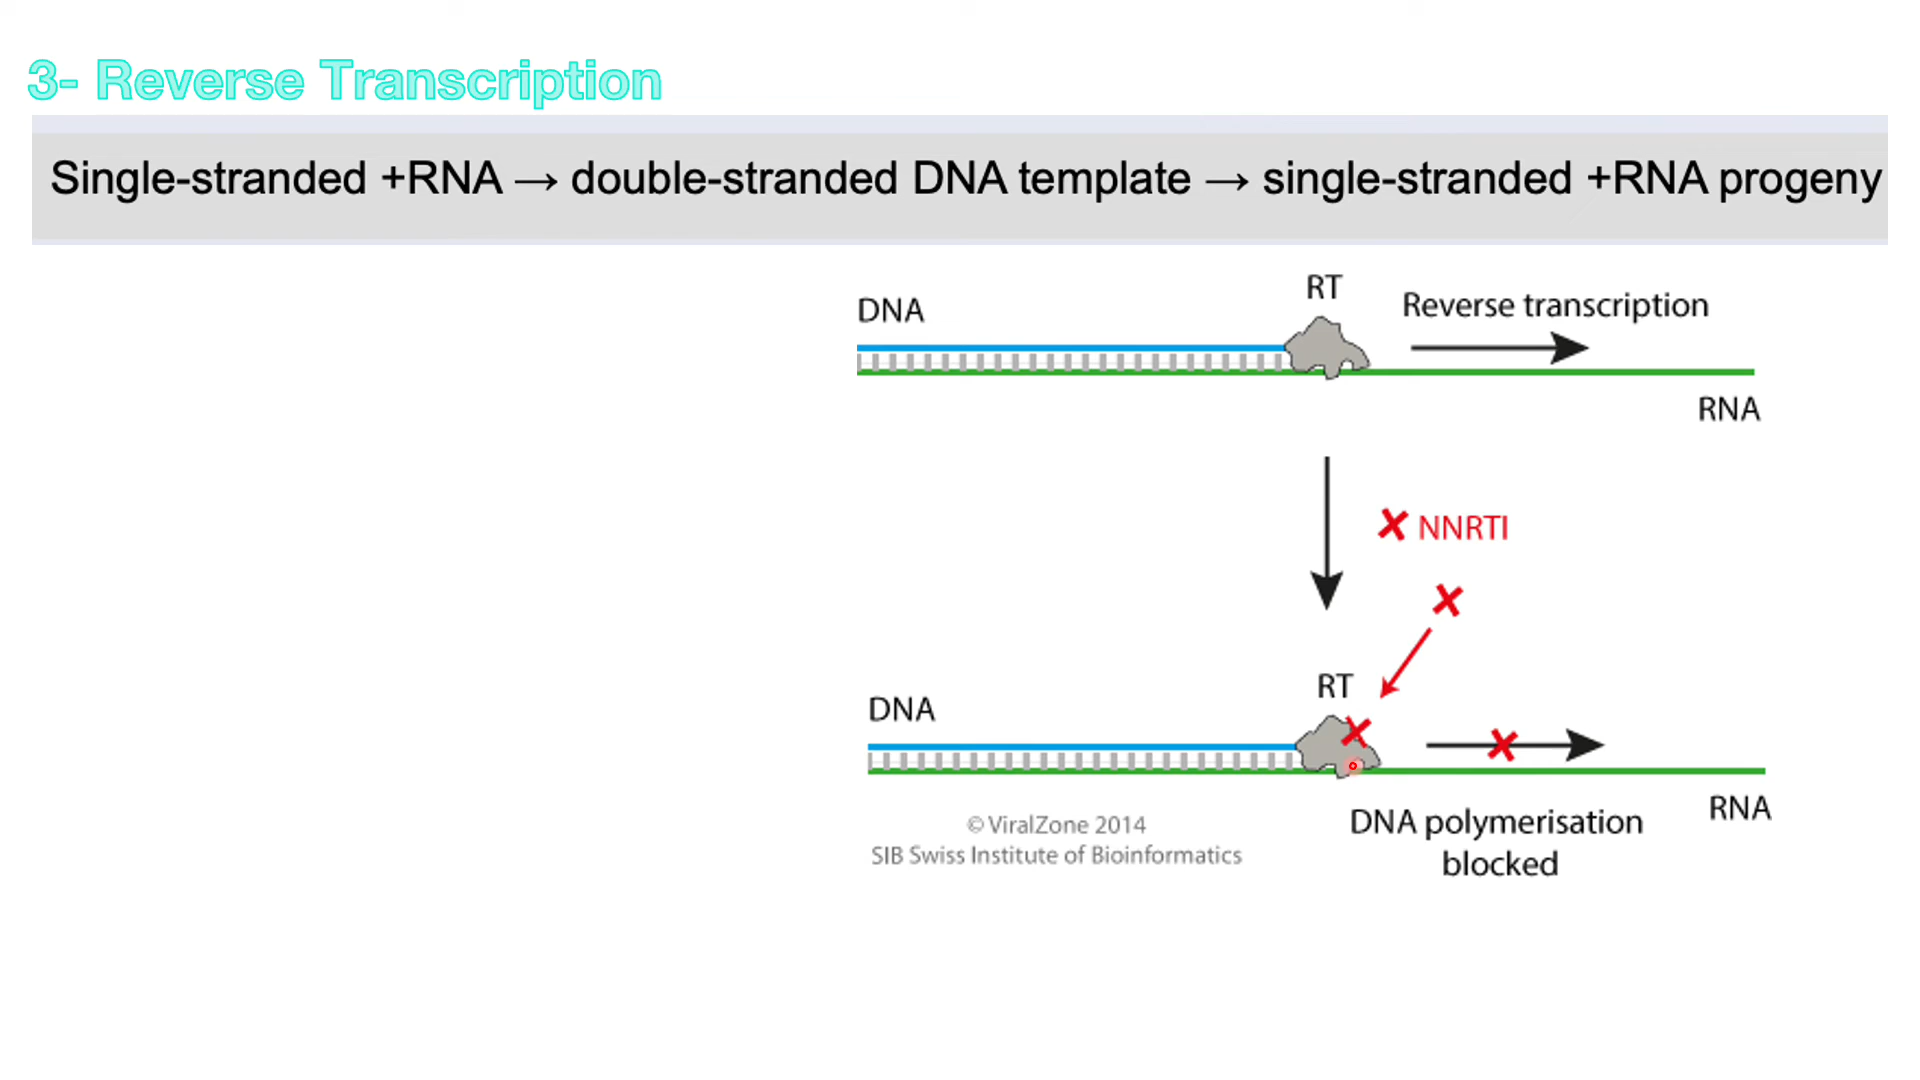 3- Reverse Transcription
Single-stranded +RNA → double-stranded DNA template → single-stranded +RNA progeny
RT
DNA
Reverse transcription
RNA
NNRTI
RT
DNA
RNA
DNA polymerisation
blocked
© ViralZone 2014
SIB Swiss Institute of Bioinformatics